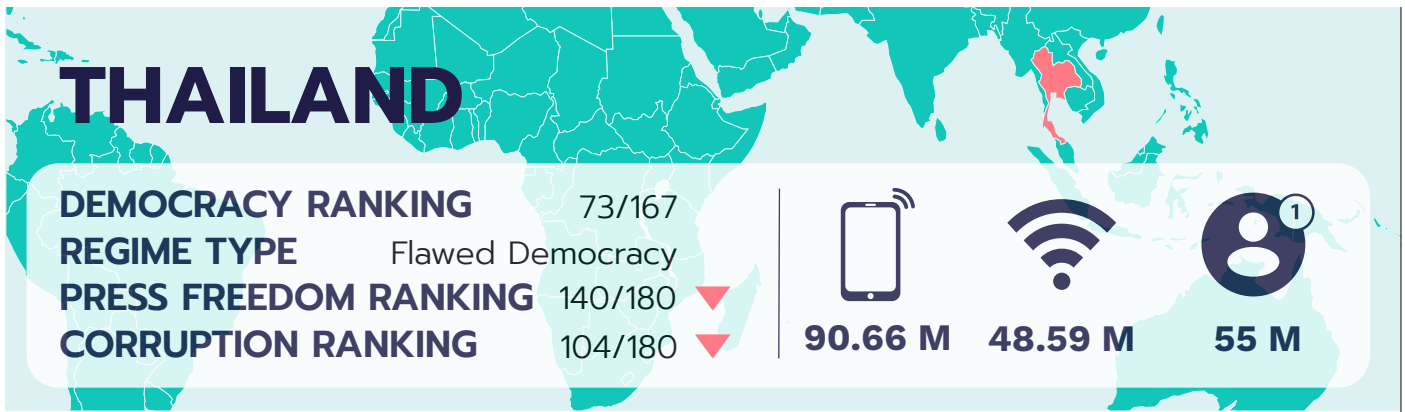 THAILAND
DEMOCRACY RANKING 73/167
REGIME TYPE Flawed Democracy
PRESS FREEDOM RANKING 140/180
CORRUPTION RANKING 104/180
1
90.66 M 48.59 M 55 M